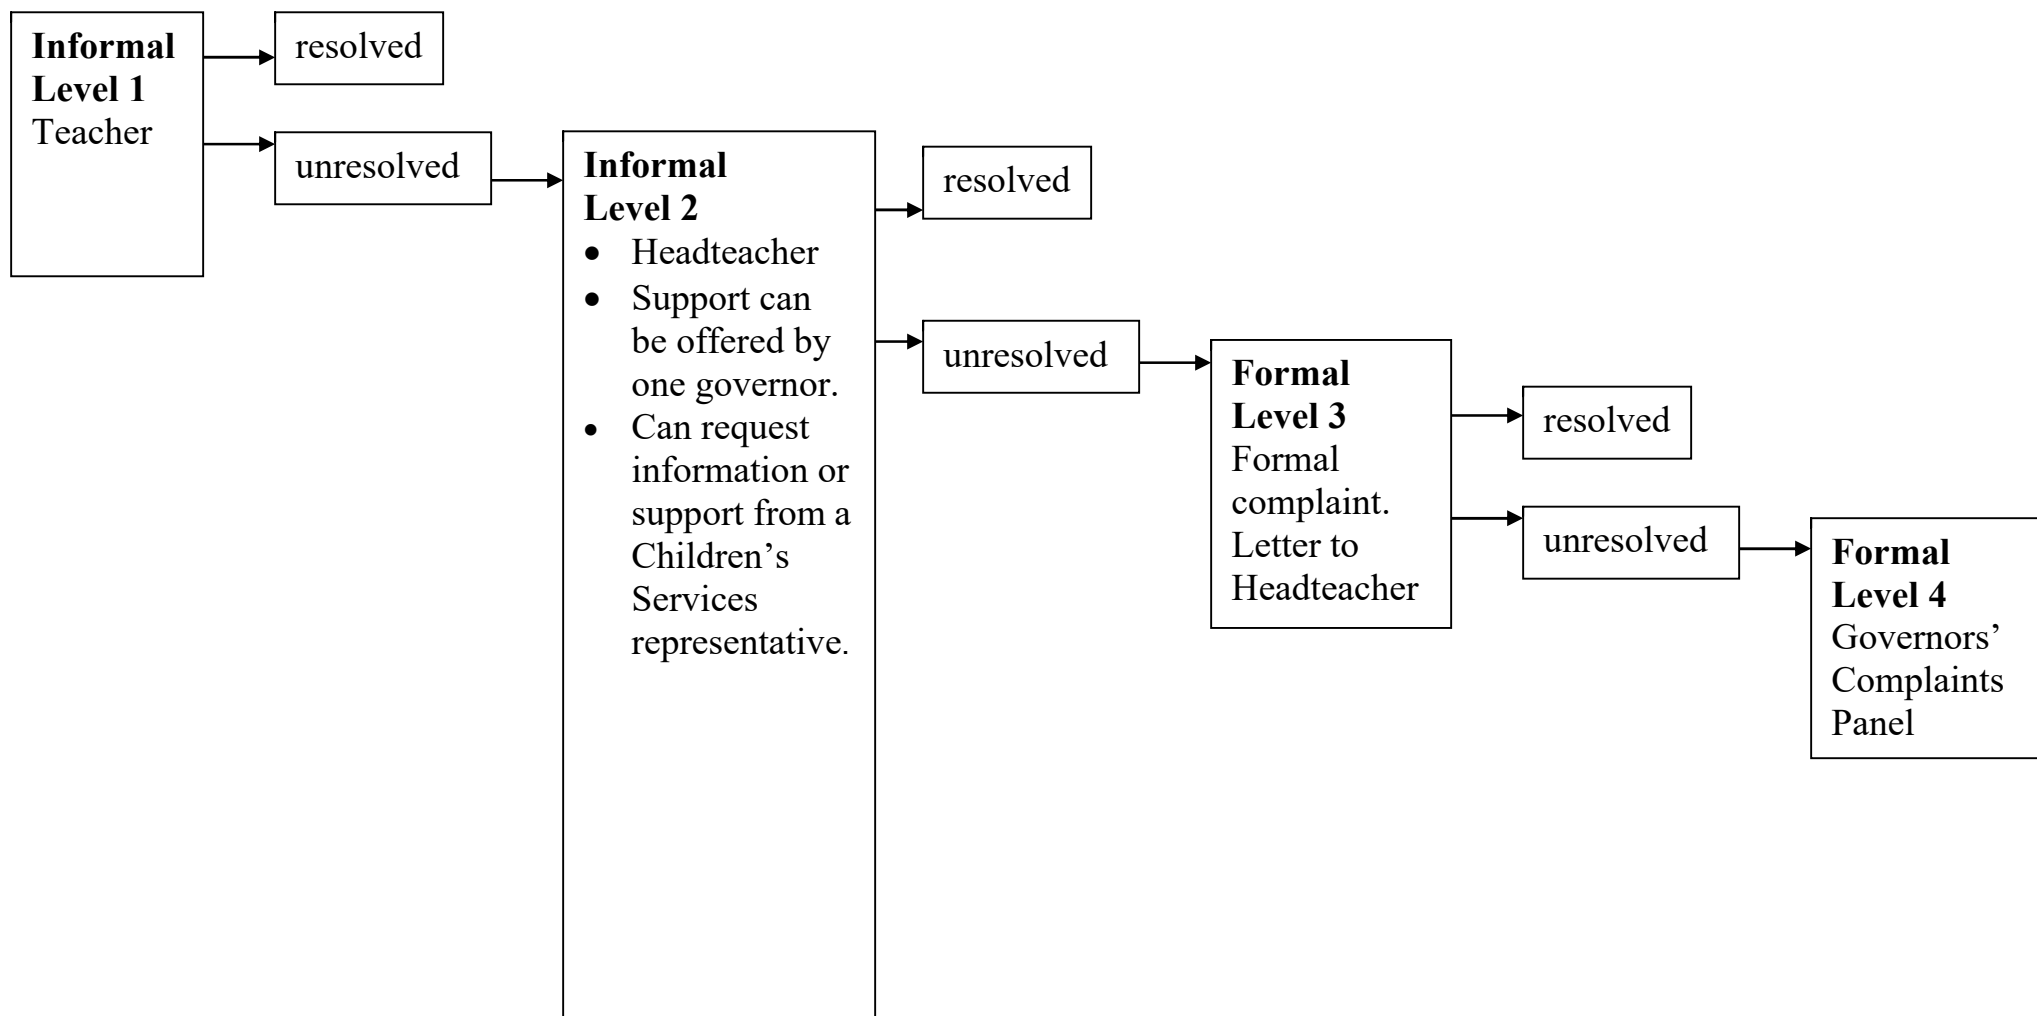 Informal
Level 1
Teacher
resolved
unresolved
Informal
Level 2
• Headteacher
• Support can
be offered by
one governor.
• Can request
information or
support from a
Children’s
Services
representative.
resolved
unresolved
Formal
Level 3
Formal
complaint.
Letter to
Headteacher
resolved
unresolved
Formal
Level 4
Governors’
Complaints
Panel